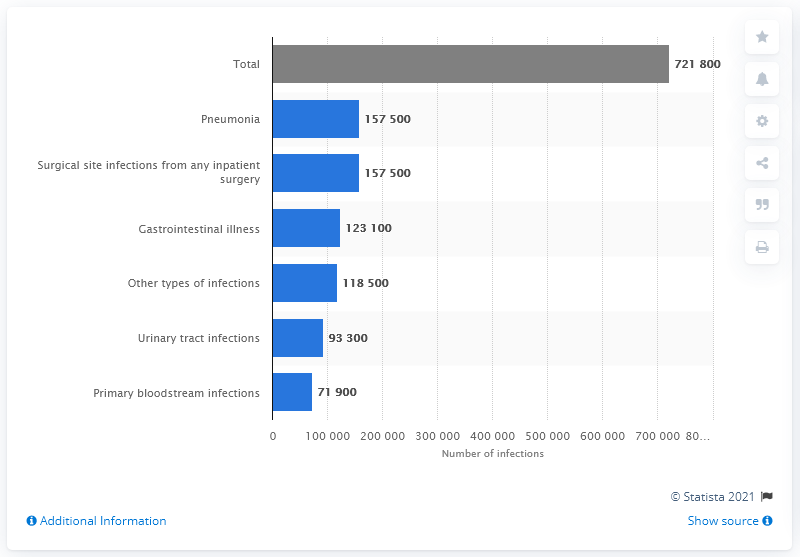 Total
721 800
Pneumonia
157 500
Surgical site infections from any inpatient
surgery
157 500
Gastrointestinal illness
123 100
Other types of infections
118 500
Urinary tract infections
93 300
Primary bloodstream infections
71 900
0 100 000 200 000 300 000 400 000 500 000 600 000 700 000 80…
Number of infections
© Statista 2021
Additional Information
Show source